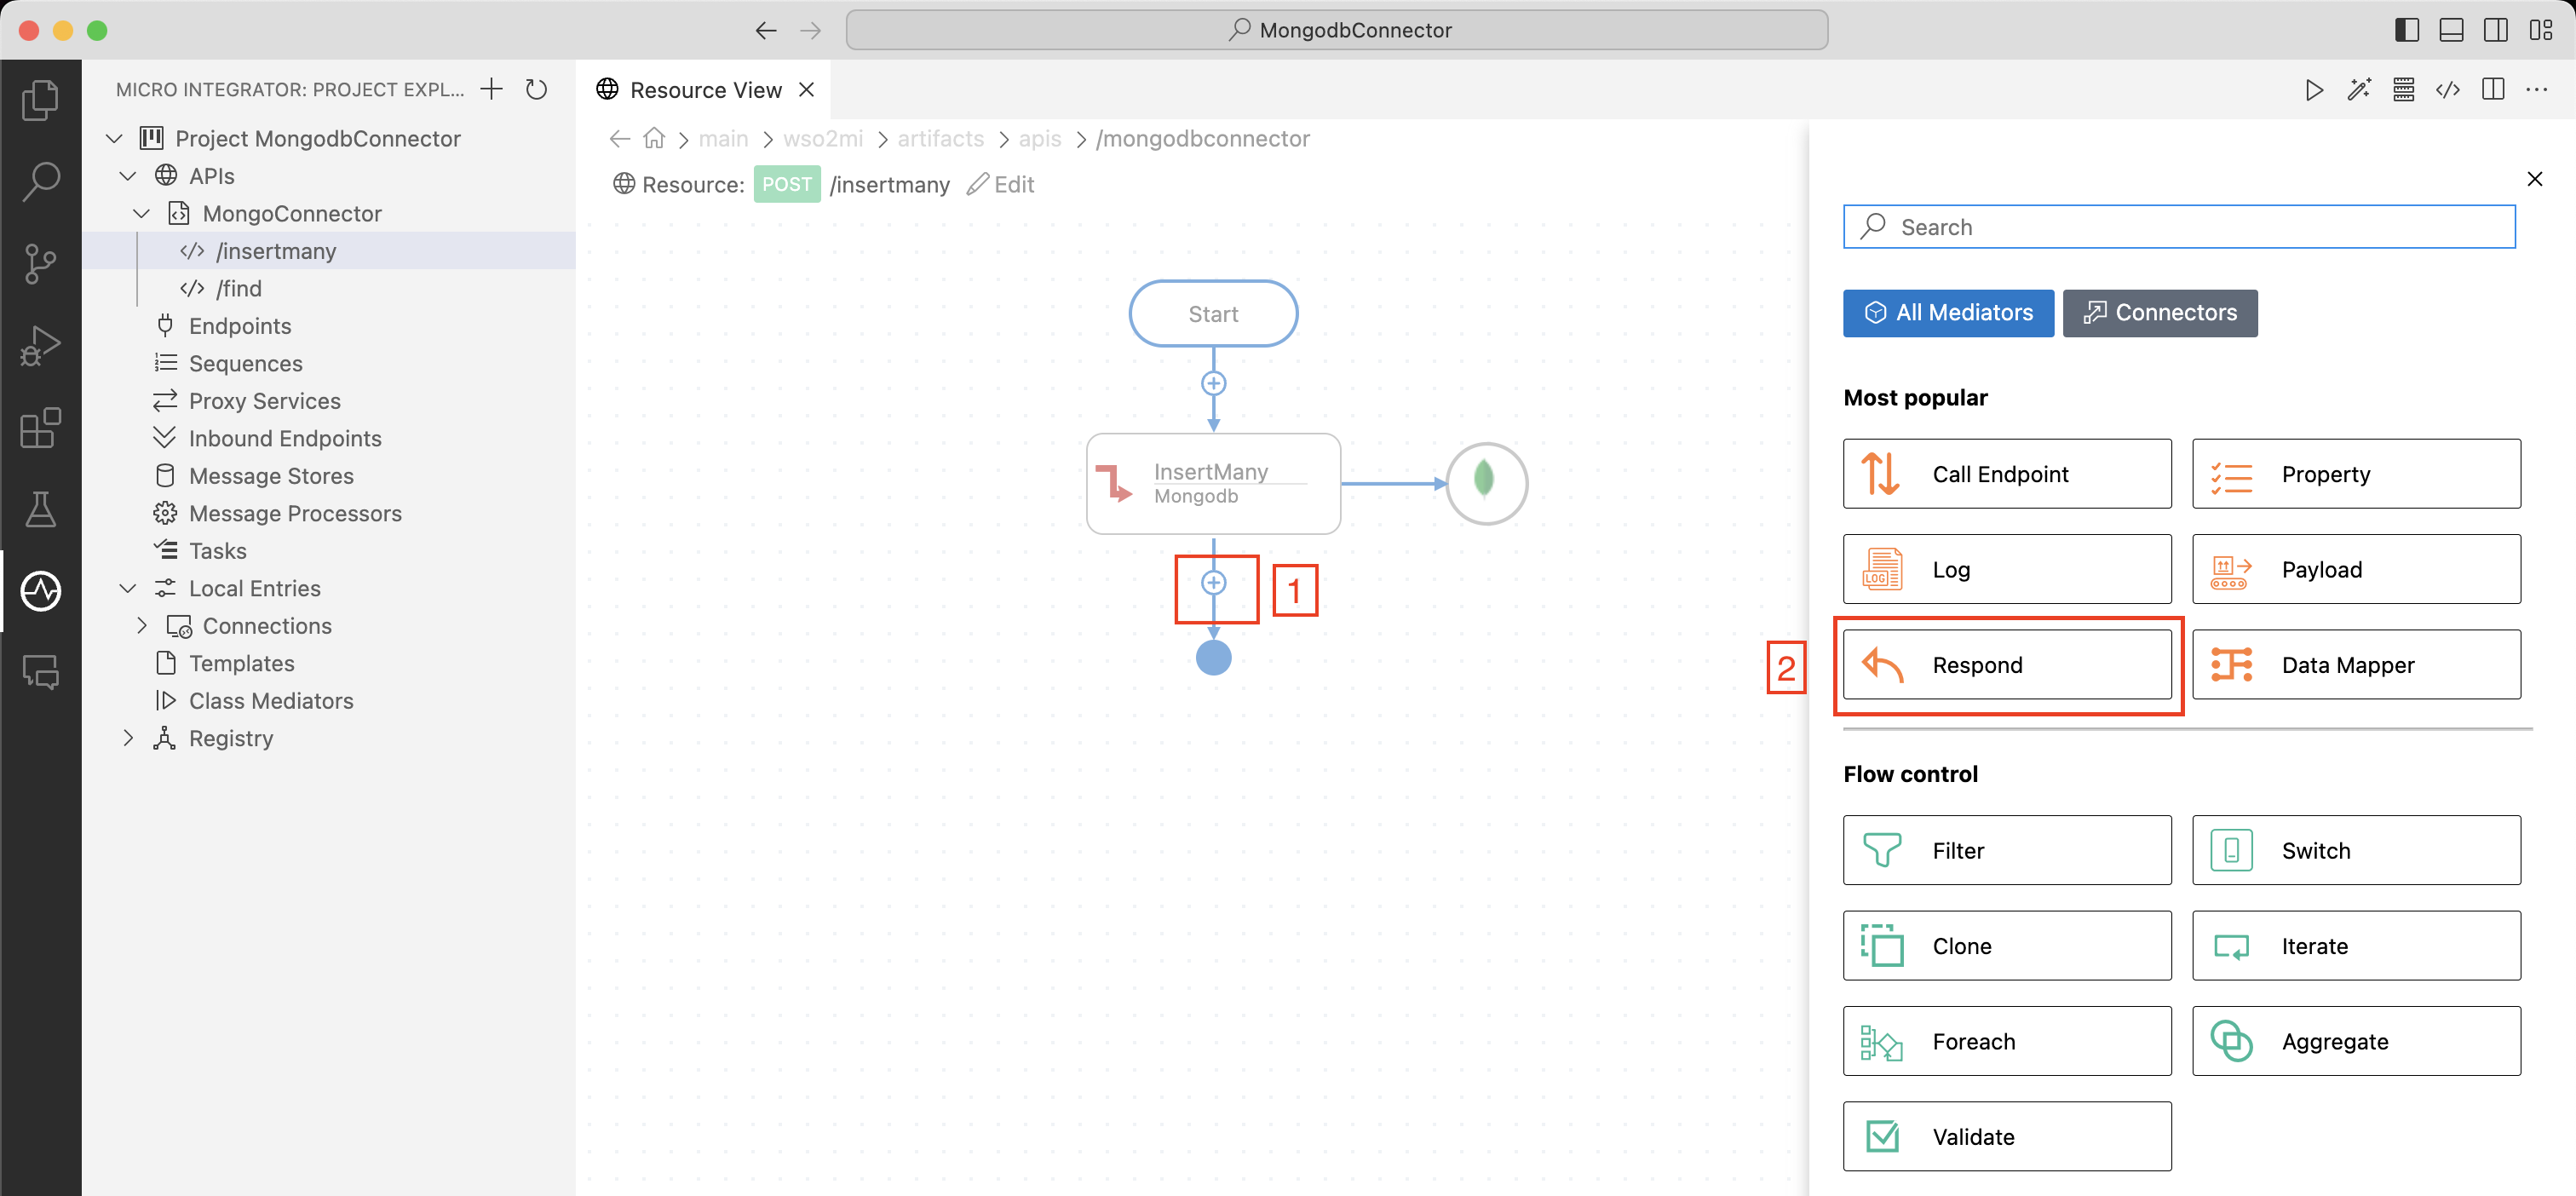 MongodbConnector
MICRO INTEGRATOR: PROJECT EXPL...
Project MongodbConnector
APIs
MongoConnector
/insertmany
/find
Endpoints
Sequences
Proxy Services
Inbound Endpoints
Message Stores
Message Processors
Tasks
Local Entries
Connections
Templates
Class Mediators
Registry
Resource View
main > wso2mi > artifacts > apis > /mongodbconnector
Resource: POST /insertmany Edit
Start
InsertMany
Mongodb
1
2
Search
All Mediators Connectors
Most popular
Call Endpoint Property
Log Payload
LOG
Respond Data Mapper
Flow control
Filter Switch
Clone Iterate
Foreach Aggregate
Validate